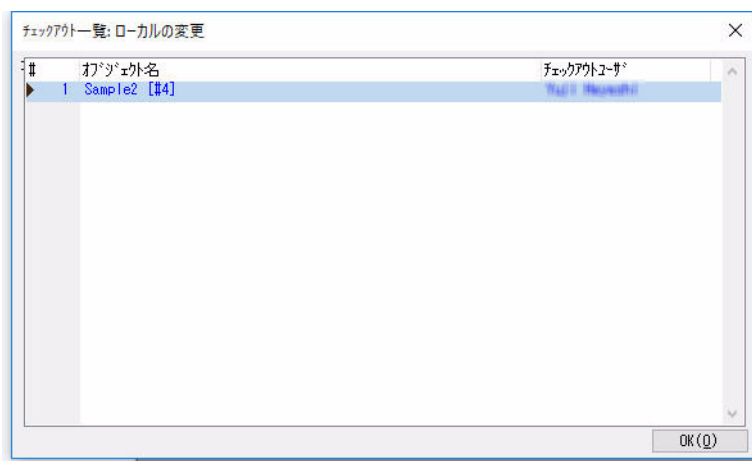 ﾁｪｯｸｱｳﾄ一覧: ローカルの変更
# ｵﾌﾞｼﾞｪｸﾄ名 ﾁｪｯｸｱｳﾄﾕｰｻﾞ
1 Sample2 [#4]
OK(O)